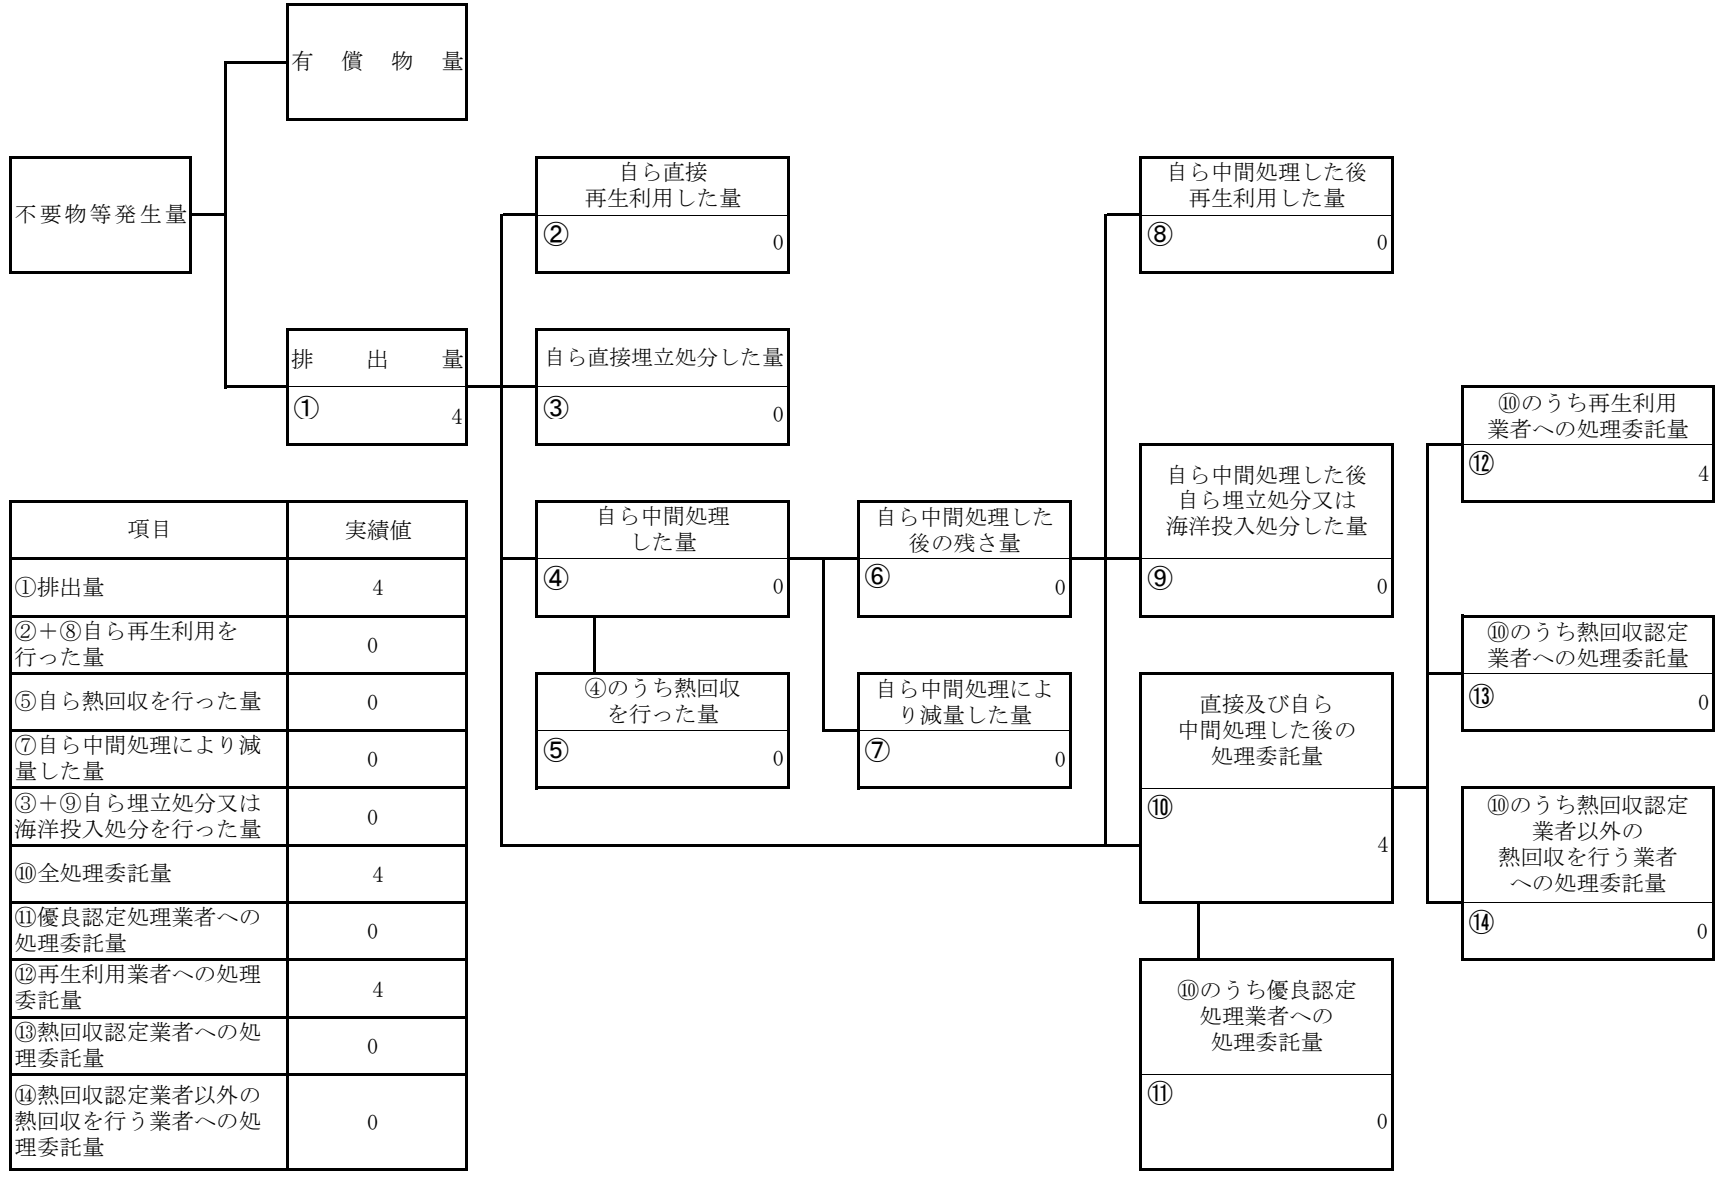 有償物量
不要物等発生量
排出量
①
4
自ら直接
再生利用した量
②
0
自ら直接埋立処分した量
③
0
自ら中間処理
した量
④
0
④のうち熱回収
を行った量
⑤
0
自ら中間処理した
後の残さ量
⑥
0
自ら中間処理によ
り減量した量
⑦
0
自ら中間処理した後
再生利用した量
⑧
0
自ら中間処理した後
自ら埋立処分又は
海洋投入処分した量
⑨
0
直接及び自ら
中間処理した後の
処理委託量
⑩
4
⑩のうち優良認定
処理業者への
処理委託量
⑪
0
⑩のうち再生利用
業者への処理委託量
⑫
4
⑩のうち熱回収認定
業者への処理委託量
⑬
0
⑩のうち熱回収認定
業者以外の
熱回収を行う業者
への処理委託量
⑭
0
項目 実績値
①排出量 4
②+⑧自ら再生利用を
行った量 0
⑤自ら熱回収を行った量 0
⑦自ら中間処理により減
量した量 0
③+⑨自ら埋立処分又は
海洋投入処分を行った量 0
⑩全処理委託量 4
⑪優良認定処理業者への
処理委託量 0
⑫再生利用業者への処理
委託量 4
⑬熱回収認定業者への処
理委託量 0
⑭熱回収認定業者以外の
熱回収を行う業者への処
理委託量 0